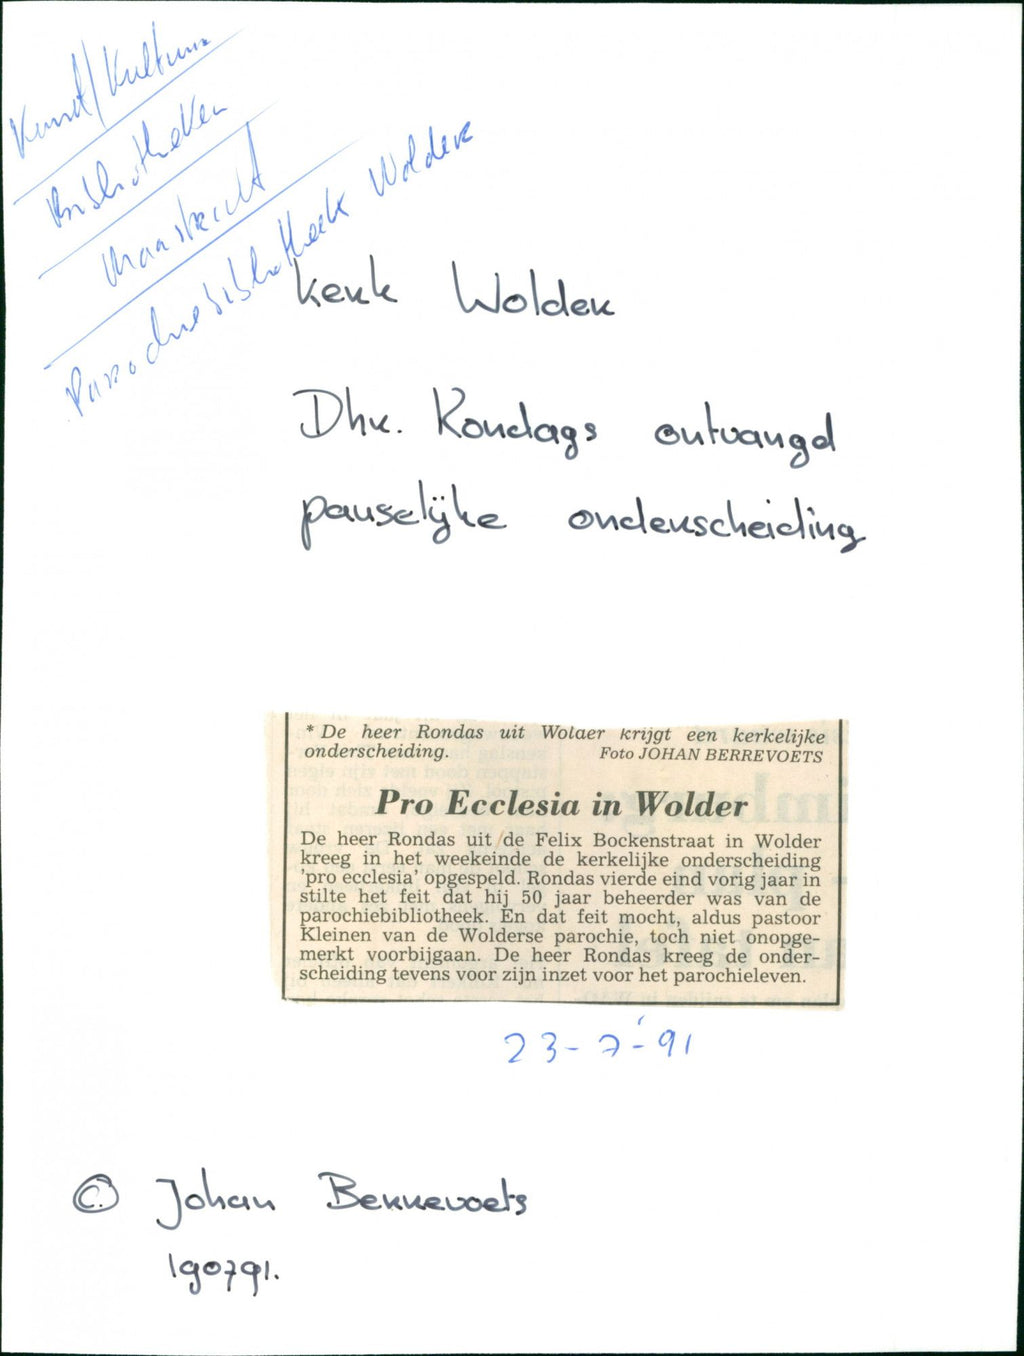 Kunst/Kultuur
Bibliotheken
Maastricht
Parochiebibliotheek Wolder
Kerk Wolder
Dhr. Rondags ontvangd
pauselijke onderscheiding
* De heer Rondas uit Wolder krijgt een kerkelijke
onderscheiding. Foto JOHAN BERREVOETS
Pro Ecclesia in Wolder
De heer Rondas uit de Felix Bockenstraat in Wolder
kreeg in het weekeinde de kerkelijke onderscheiding
'pro ecclesia' opgespeld. Rondas vierde eind vorig jaar in
stilte het feit dat hij 50 jaar beheerder was van de
parochiebibliotheek. En dat feit mocht, aldus pastoor
Kleinen van de Wolderse parochie, toch niet onopge-
merkt voorbijgaan. De heer Rondas kreeg de onder-
scheiding tevens voor zijn inzet voor het parochieleven.
23-7-'91
© Johan Berrevoets
190791.